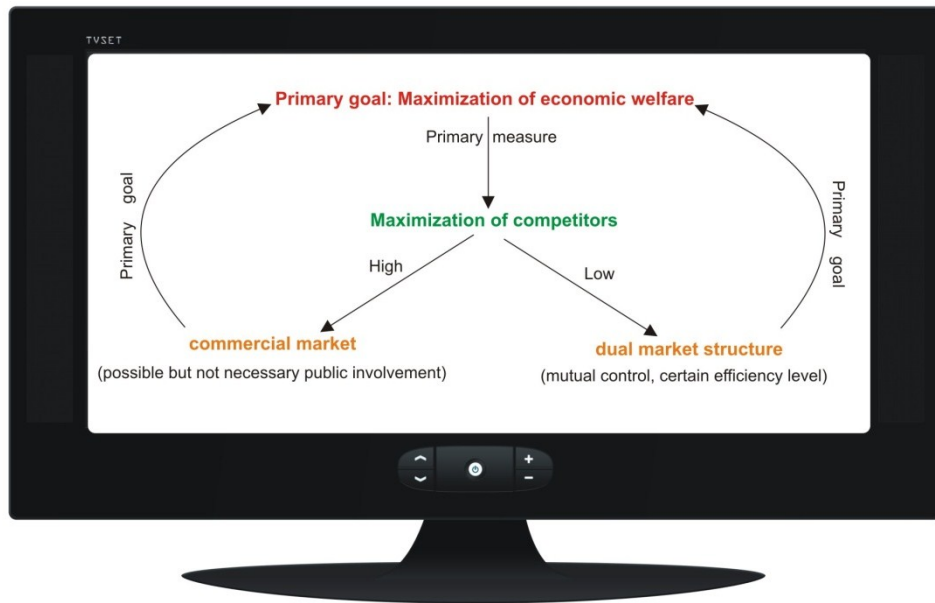 TVSET
Primary goal: Maximization of economic welfare
Primary measure
Maximization of competitors
High
Low
Primary goal
Primary goal
commercial market
dual market structure
(possible but not necessary public involvement)
(mutual control, certain efficiency level)